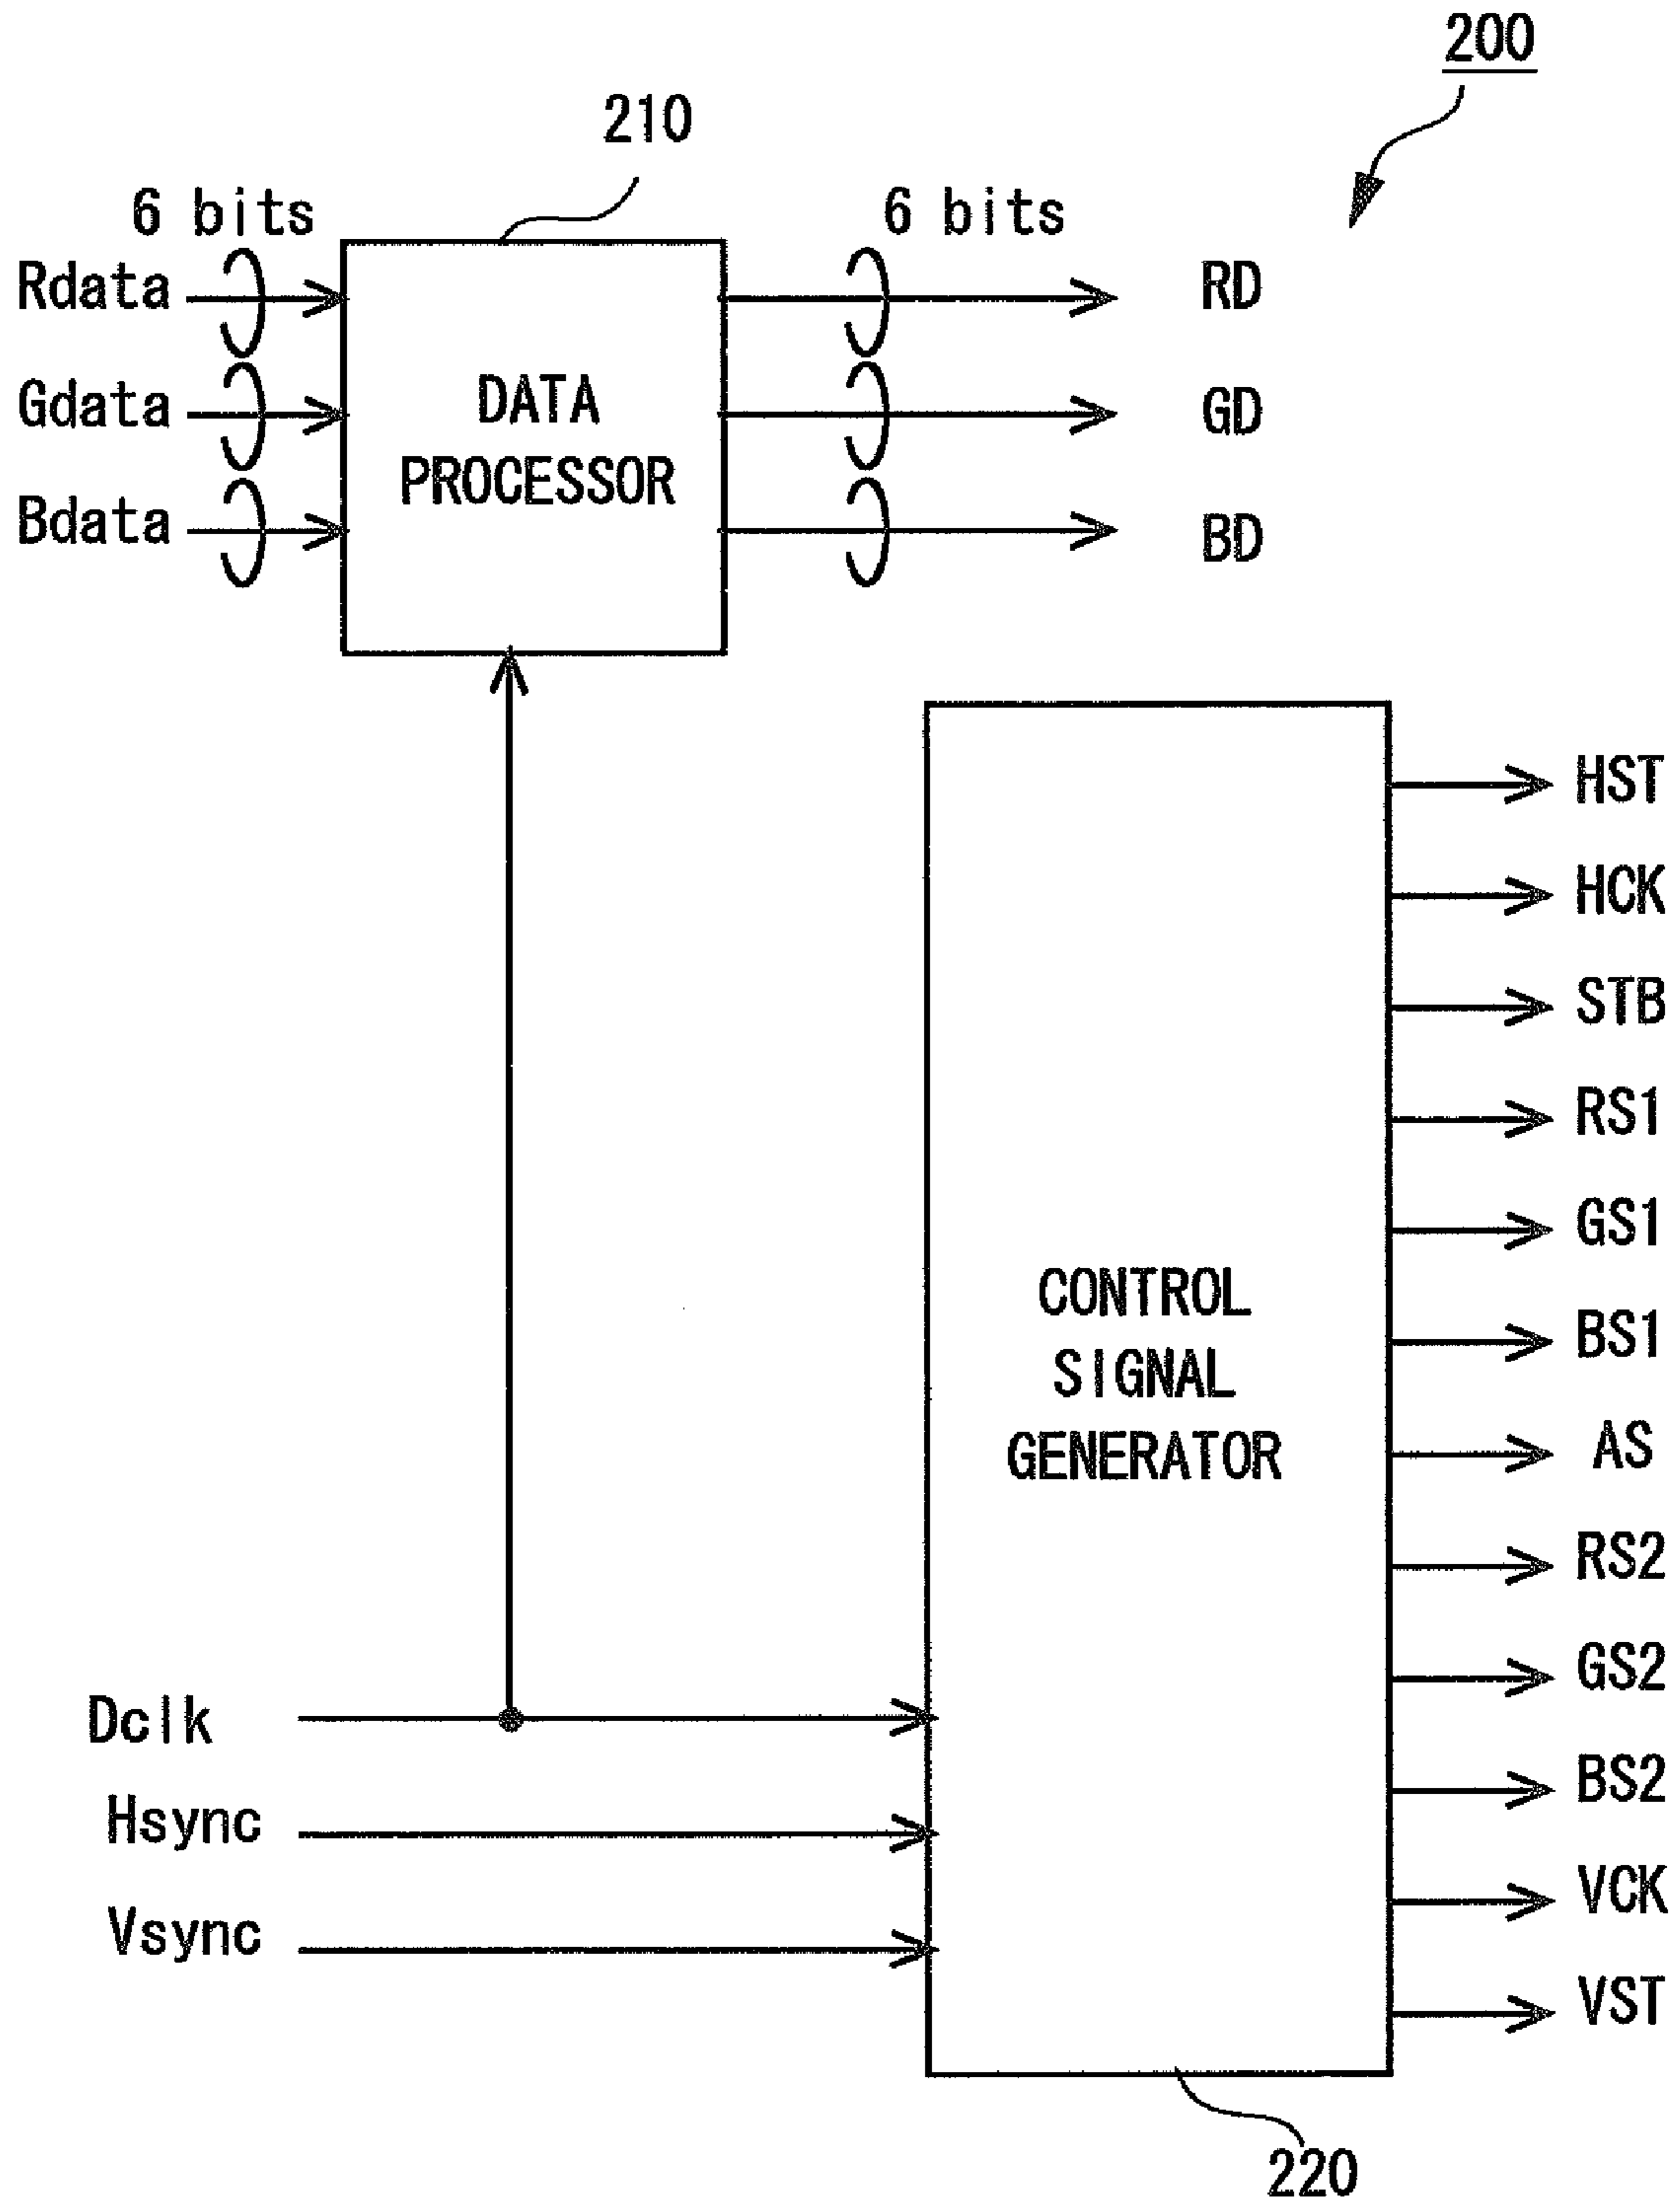 200
210
6 bits
6 bits
Rdata
RD
Gdata
DATA
GD
PROCESSOR
Bdata
BD
HST
HCK
STB
RS1
GS1
CONTROL
BS1
SIGNAL
GENERATOR
AS
RS2
GS2
Dclk
BS2
Hsync
VCK
Vsync
VST
220